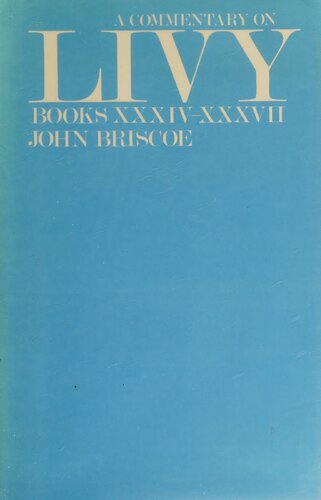 A COMMENTARY ON
LIVY
BOOKS XXXIV–XXXVII
JOHN BRISCOE